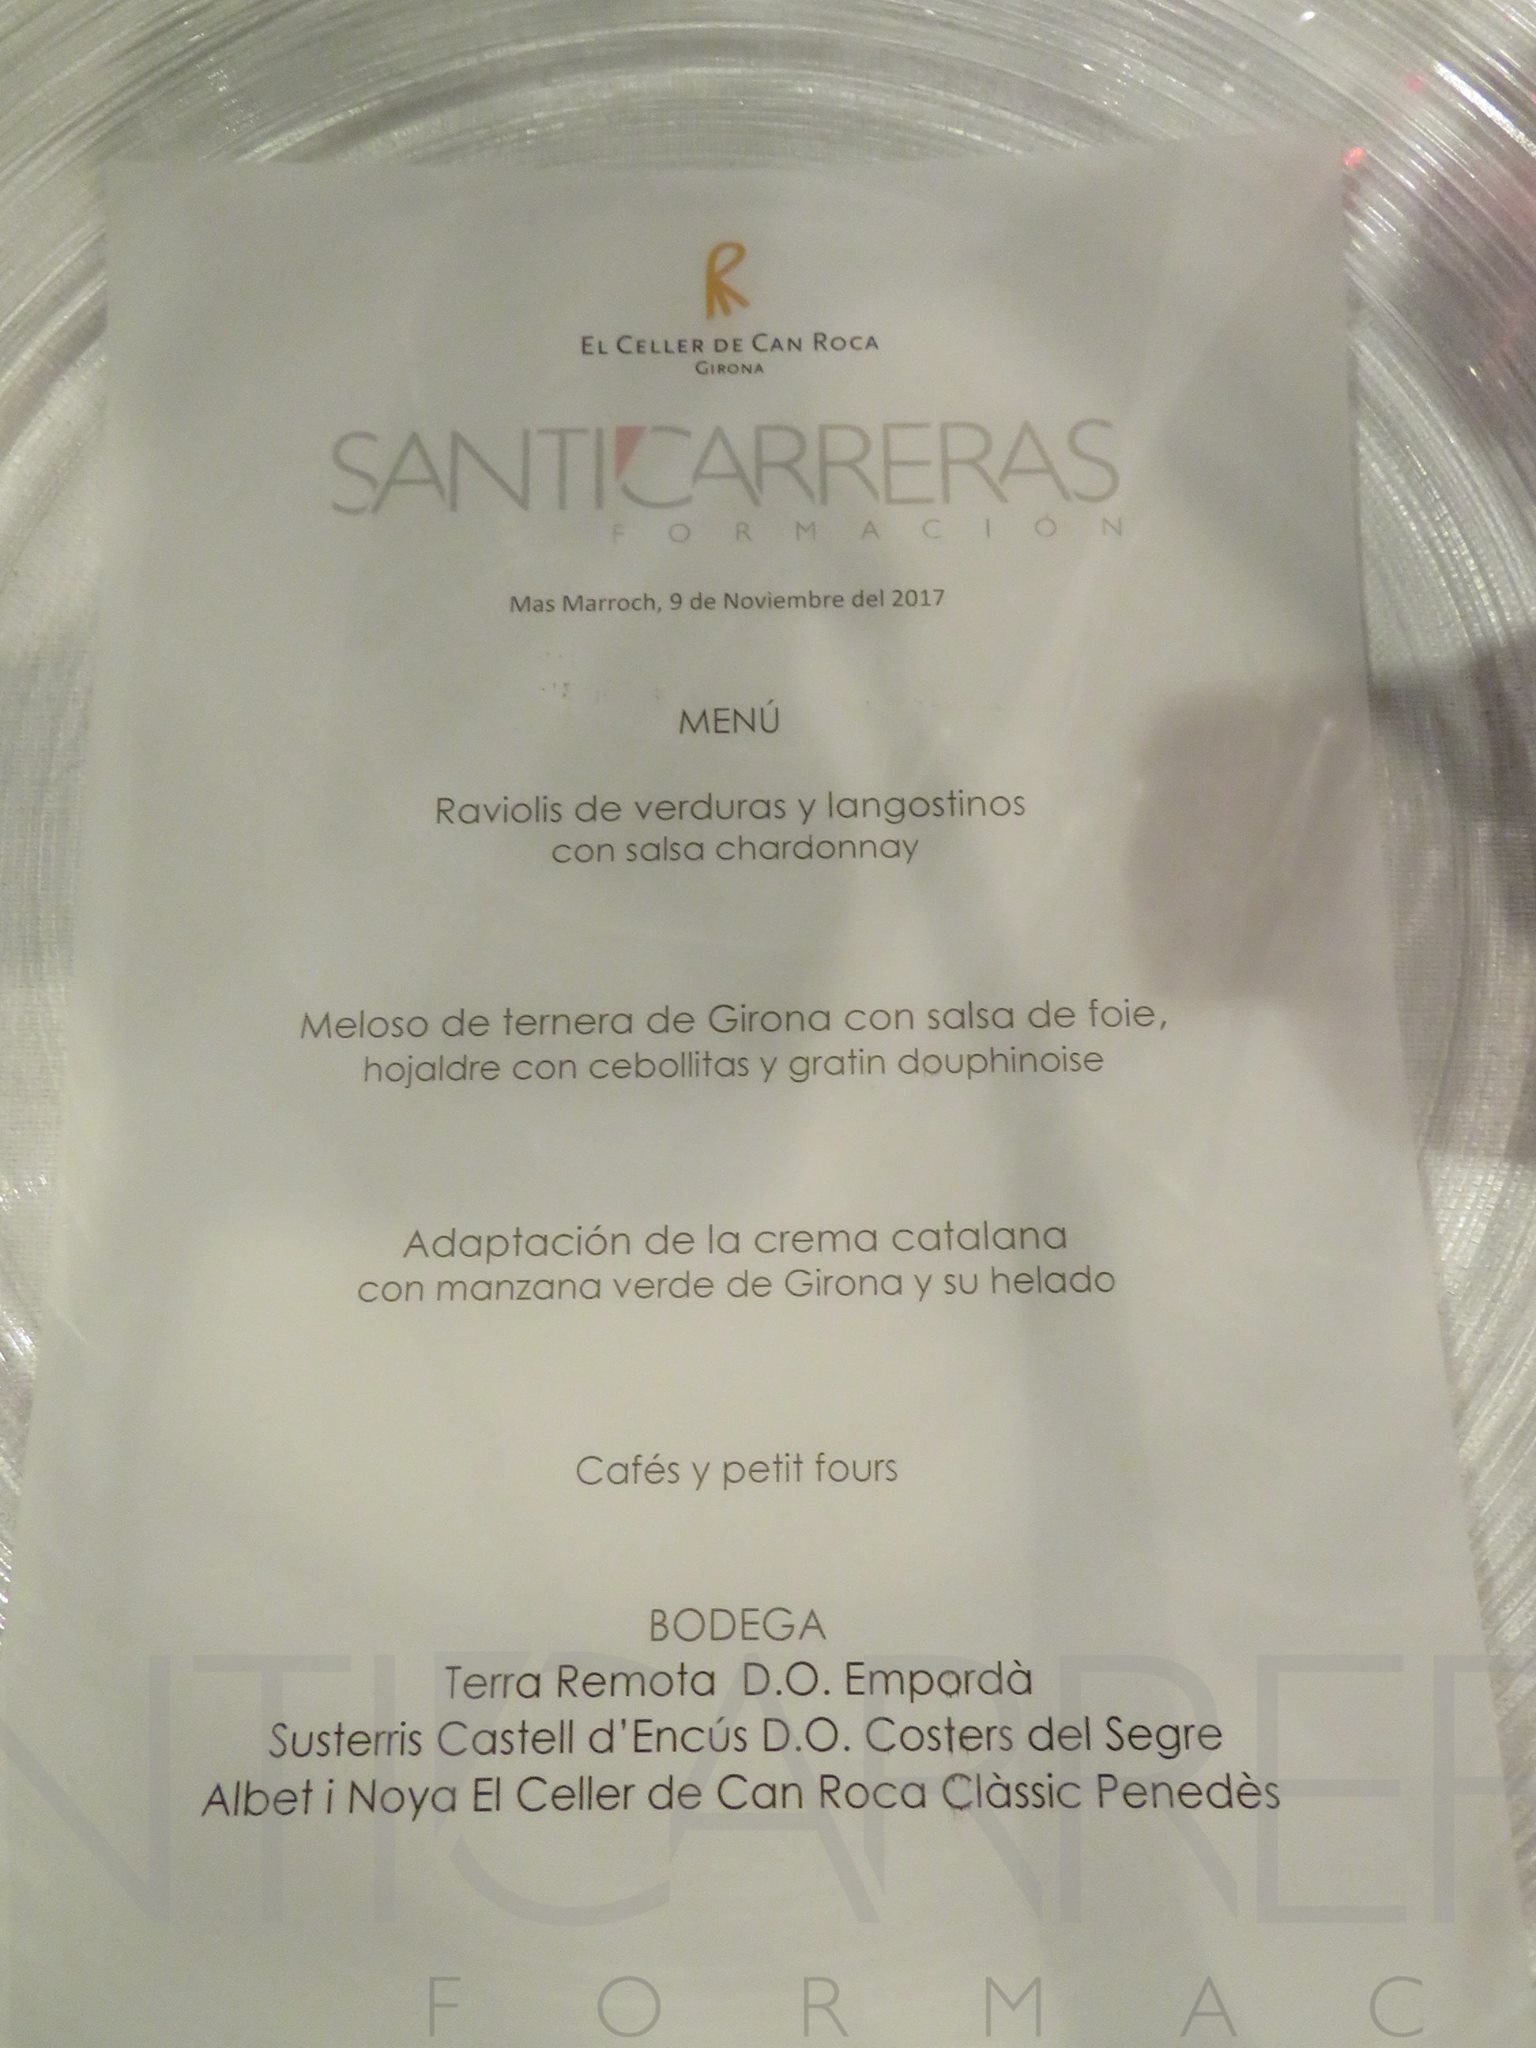 R
EL CELLER DE CAN ROCA
GIRONA
SANTICARRERAS
FORMACIÓN
Mas Marroch, 9 de Noviembre del 2017
MENÚ
Raviolis de verduras y langostinos
con salsa chardonnay
Meloso de ternera de Girona con salsa de foie,
hojaldre con cebollitas y gratin douphinoise
Adaptación de la crema catalana
con manzana verde de Girona y su helado
Cafés y petit fours
BODEGA
Terra Remota D.O. Empordà
Susterris Castell d'Encús D.O. Costers del Segre
Albet i Noya El Celler de Can Roca Clàssic Penedès
NTICARRER
FORMAC